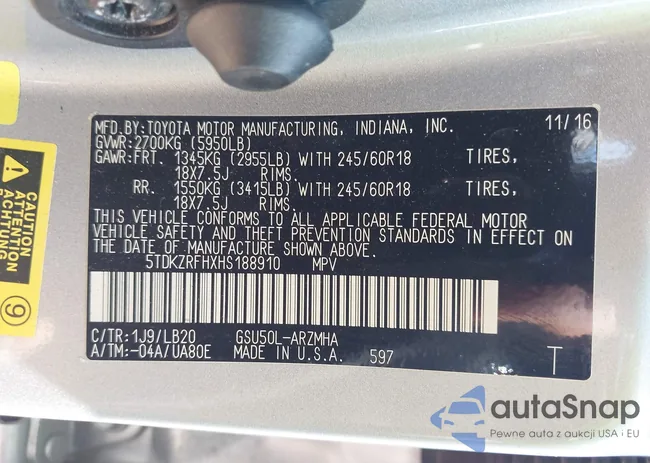 MFD.BY:TOYOTA MOTOR MANUFACTURING, INDIANA, INC. 11/16
GVWR:2700KG (5950LB)
GAWR:FRT. 1345KG (2955LB) WITH 245/60R18 TIRES,
18X7.5J RIMS.
RR. 1550KG (3415LB) WITH 245/60R18 TIRES,
18X7.5J RIMS.
THIS VEHICLE CONFORMS TO ALL APPLICABLE FEDERAL MOTOR
VEHICLE SAFETY AND THEFT PREVENTION STANDARDS IN EFFECT ON
THE DATE OF MANUFACTURE SHOWN ABOVE.
5TDKZRFHXHS188910 MPV
C/TR:1J9/LB20 GSU50L-ARZMHA
A/TM:-04A/UA80E MADE IN U.S.A. 597 T
CAUTION
ATTENTION
ACHTUNG
9
autaSnap
Pewne auta z aukcji USA i EU